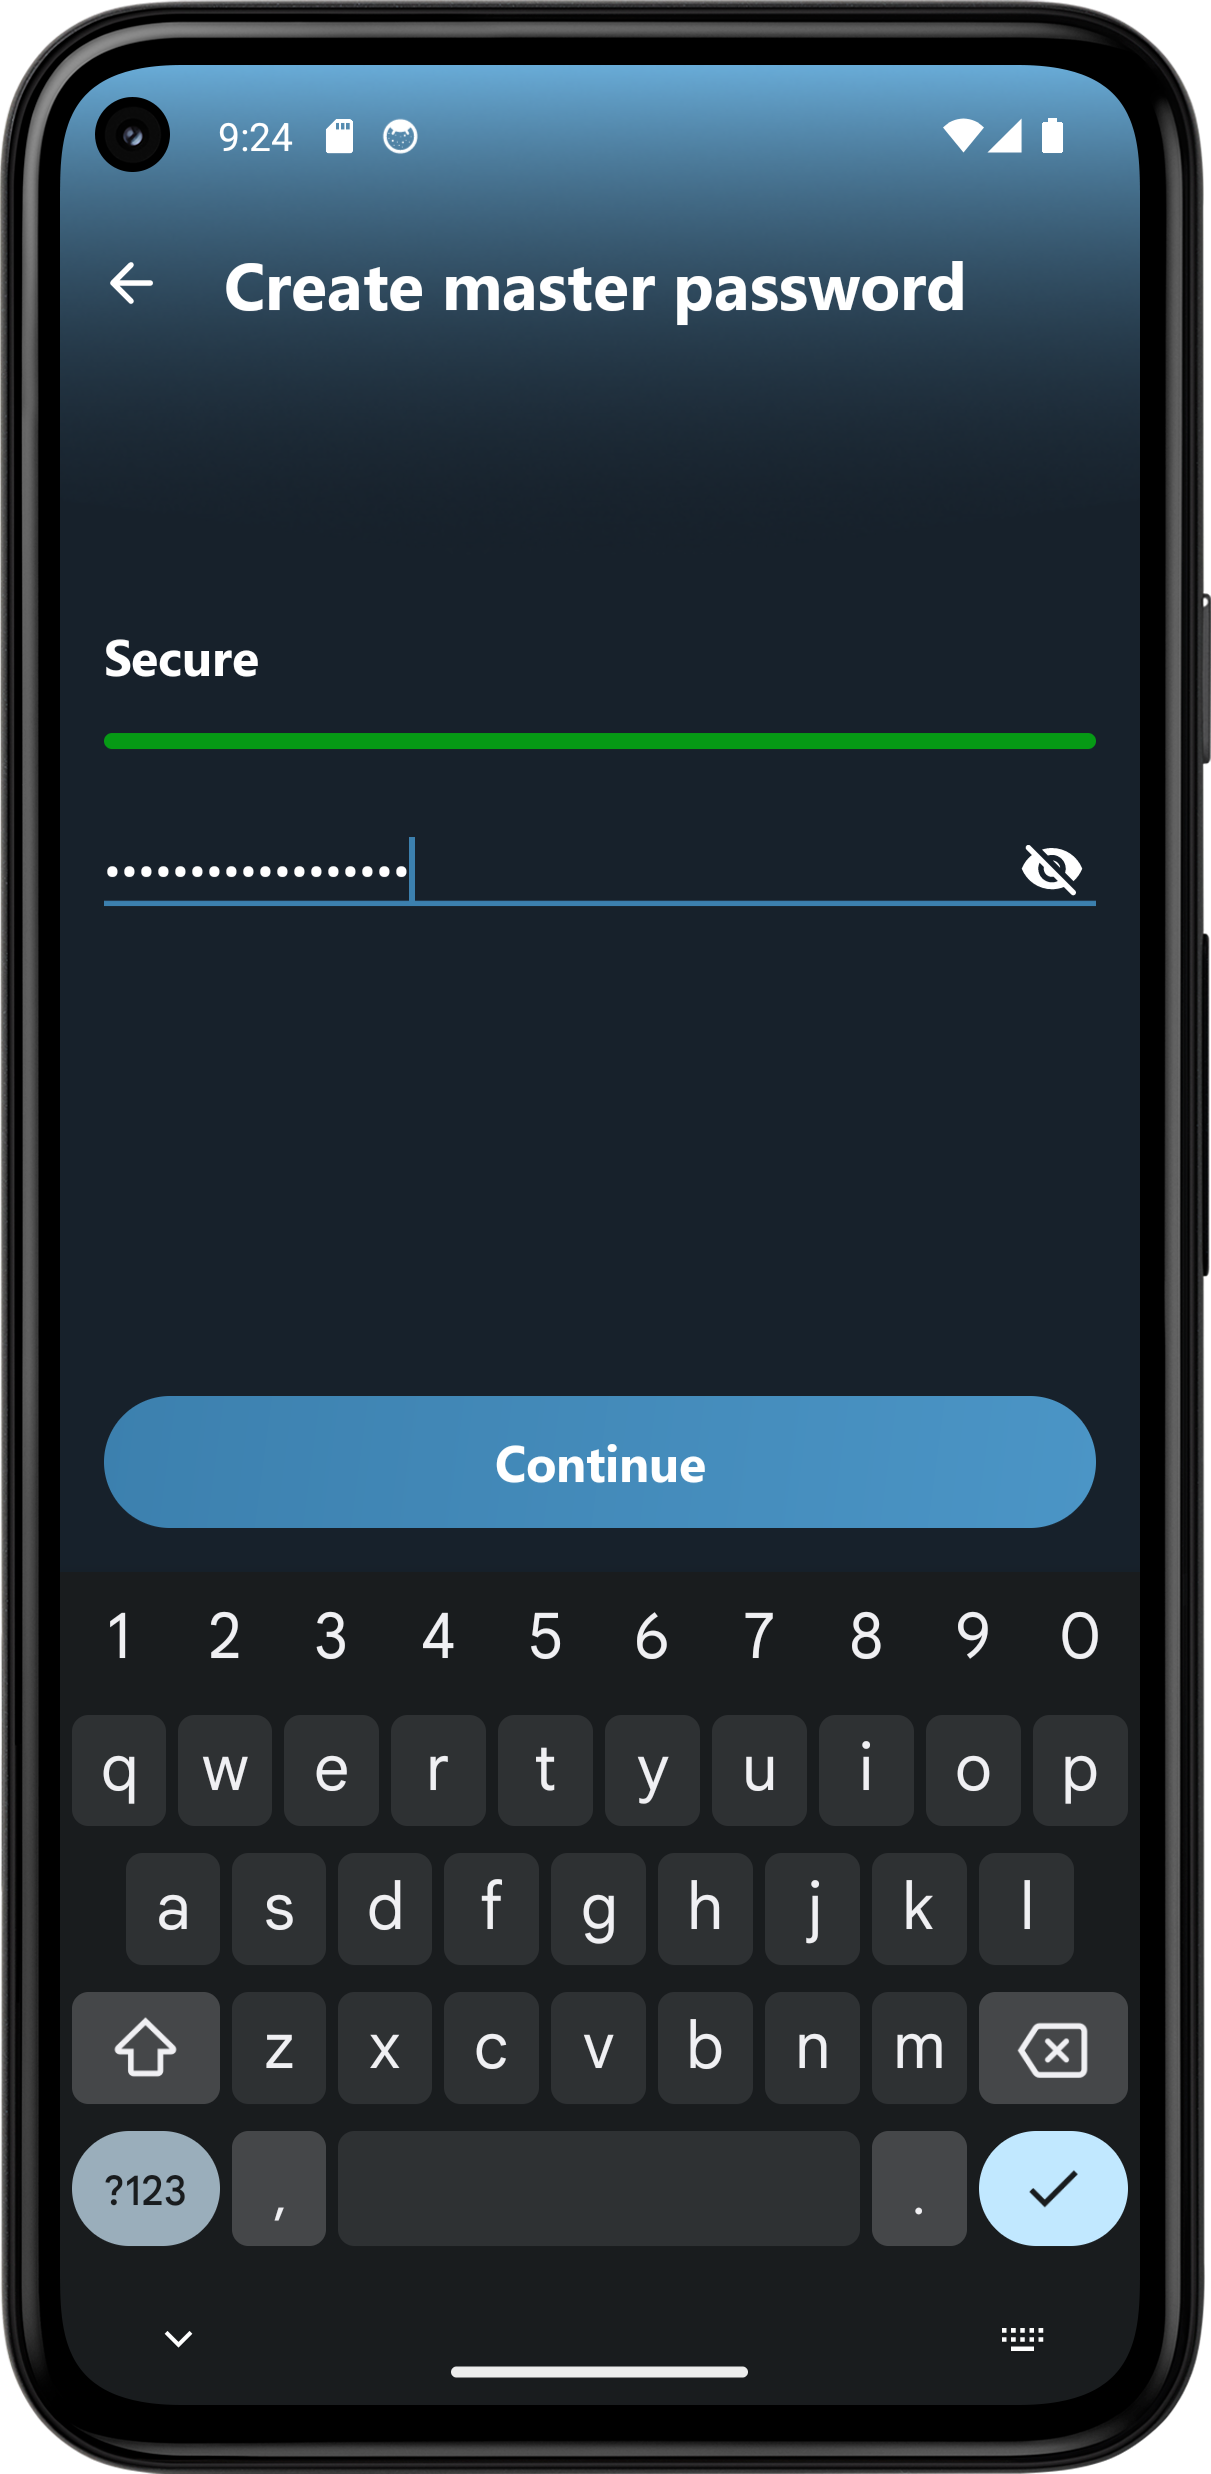 9:24
Create master password
Secure
••••••••••••••••••
Continue
1 2 3 4 5 6 7 8 9 0
q w e r t y u i o p
a s d f g h j k l
z x c v b n m
?123 , .